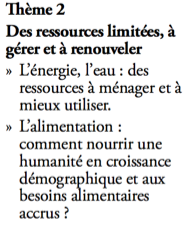 Thème 2
Des ressources limitées, à
gérer et à renouveler
» L’énergie, l’eau : des
ressources à ménager et à
mieux utiliser.
» L’alimentation :
comment nourrir une
humanité en croissance
démographique et aux
besoins alimentaires
accrus ?